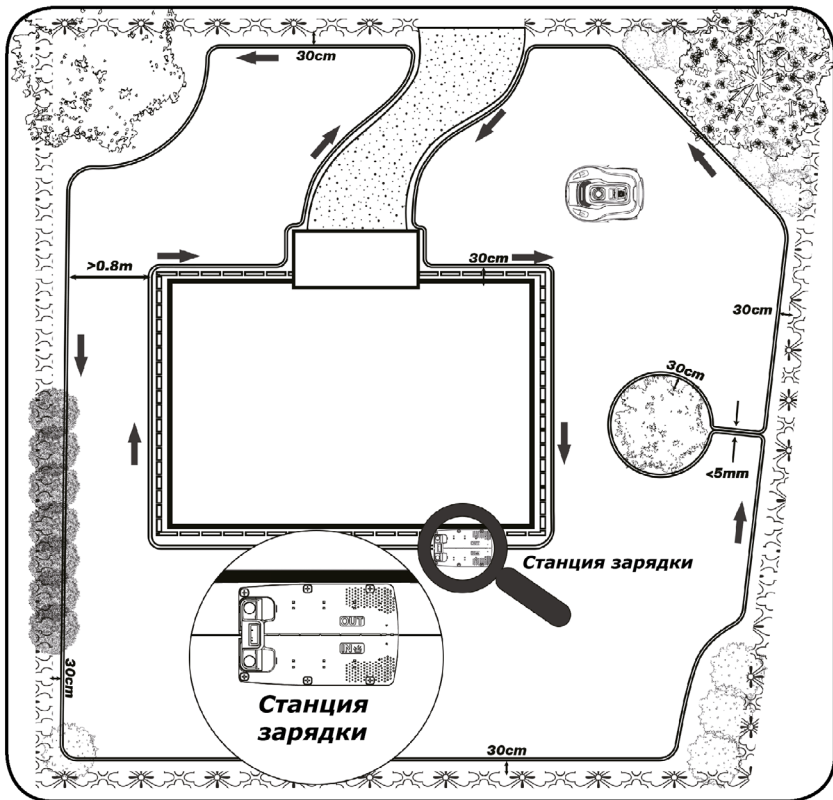 30cm
>0.8m
30cm
30cm
30cm
<5mm
Станция зарядки
OUT
IN
30cm
Станция
зарядки
30cm